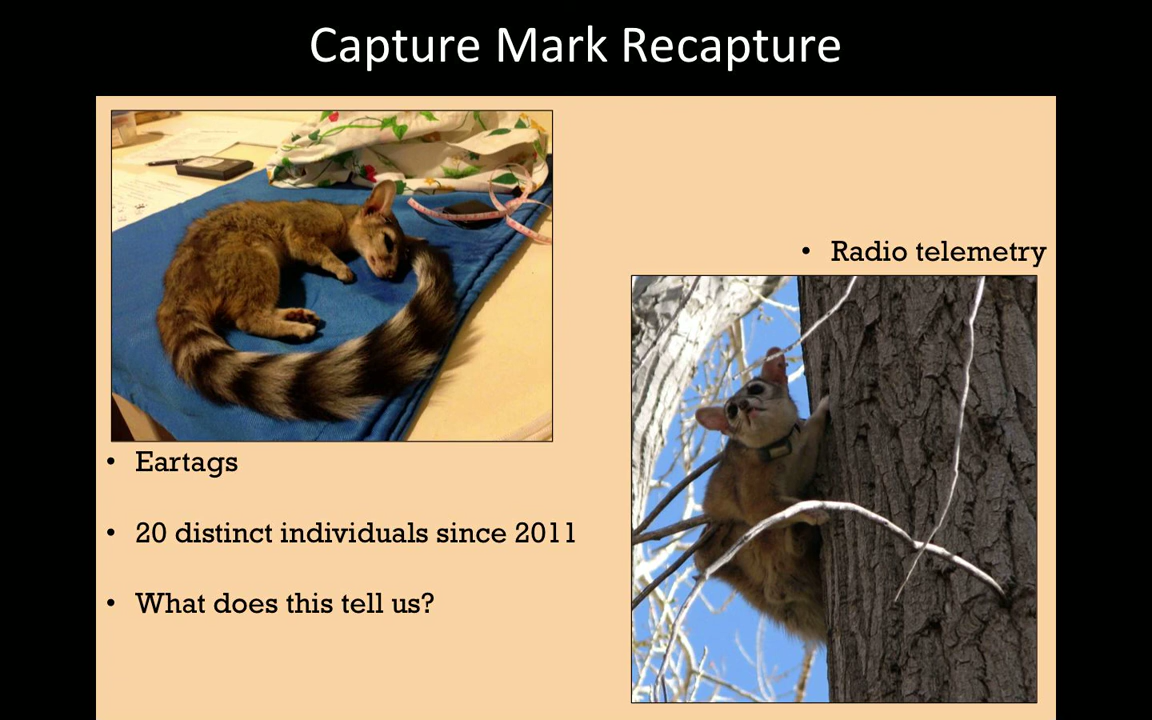 Capture Mark Recapture
• Radio telemetry
• Eartags
• 20 distinct individuals since 2011
• What does this tell us?